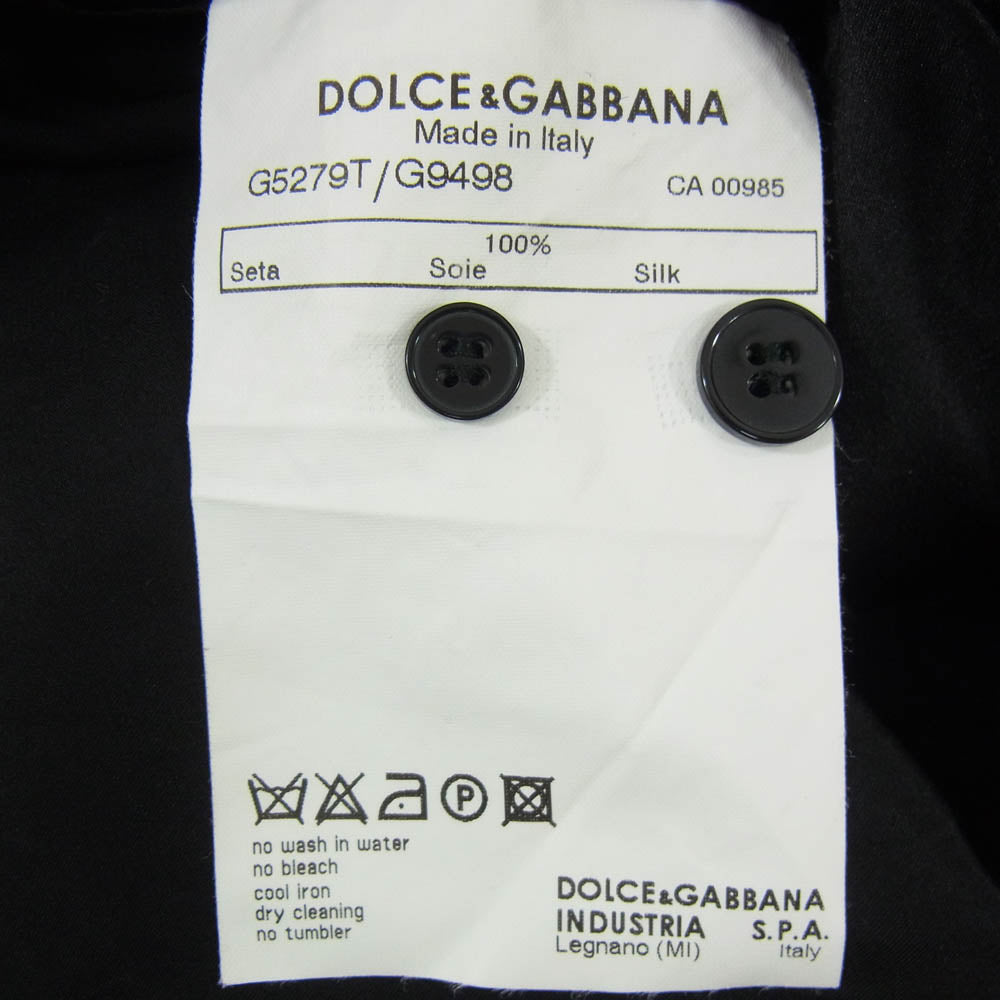 DOLCE&GABBANA
Made in Italy
G5279T/G9498 CA 00985
100%
Seta Soie Silk
P
no wash in water
no bleach
cool iron
dry cleaning
no tumbler
DOLCE&GABBANA
INDUSTRIA S.P.A.
Legnano (MI) Italy